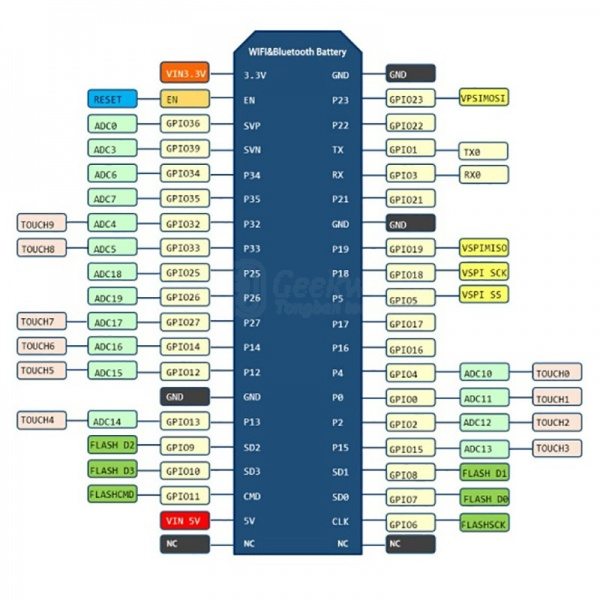 WIFI&Bluetooth Battery
VIN3.3V 3.3V GND GND
RESET EN EN P23 GPIO23 VPSIMOSI
ADC0 GPIO36 SVP P22 GPIO22
ADC3 GPIO39 SVN TX GPIO1 TX0
ADC6 GPIO34 P34 RX GPIO3 RX0
ADC7 GPIO35 P35 P21 GPIO21
TOUCH9 ADC4 GPIO32 P32 GND GND
TOUCH8 ADC5 GPIO33 P33 P19 GPIO19 VSPIMISO
ADC18 GPIO25 P25 P18 GPIO18 VSPI SCK
ADC19 GPIO26 P26 P5 GPIO5 VSPI SS
TOUCH7 ADC17 GPIO27 P27 P17 GPIO17
TOUCH6 ADC16 GPIO14 P14 P16 GPIO16
TOUCH5 ADC15 GPIO12 P12 P4 GPIO4 ADC10 TOUCH0
GND GND P0 GPIO0 ADC11 TOUCH1
TOUCH4 ADC14 GPIO13 P13 P2 GPIO2 ADC12 TOUCH2
FLASH D2 GPIO9 SD2 P15 GPIO15 ADC13 TOUCH3
FLASH D3 GPIO10 SD3 SD1 GPIO8 FLASH D1
FLASHCMD GPIO11 CMD SD0 GPIO7 FLASH D0
VIN 5V 5V CLK GPIO6 FLASHSCK
NC NC NC NC